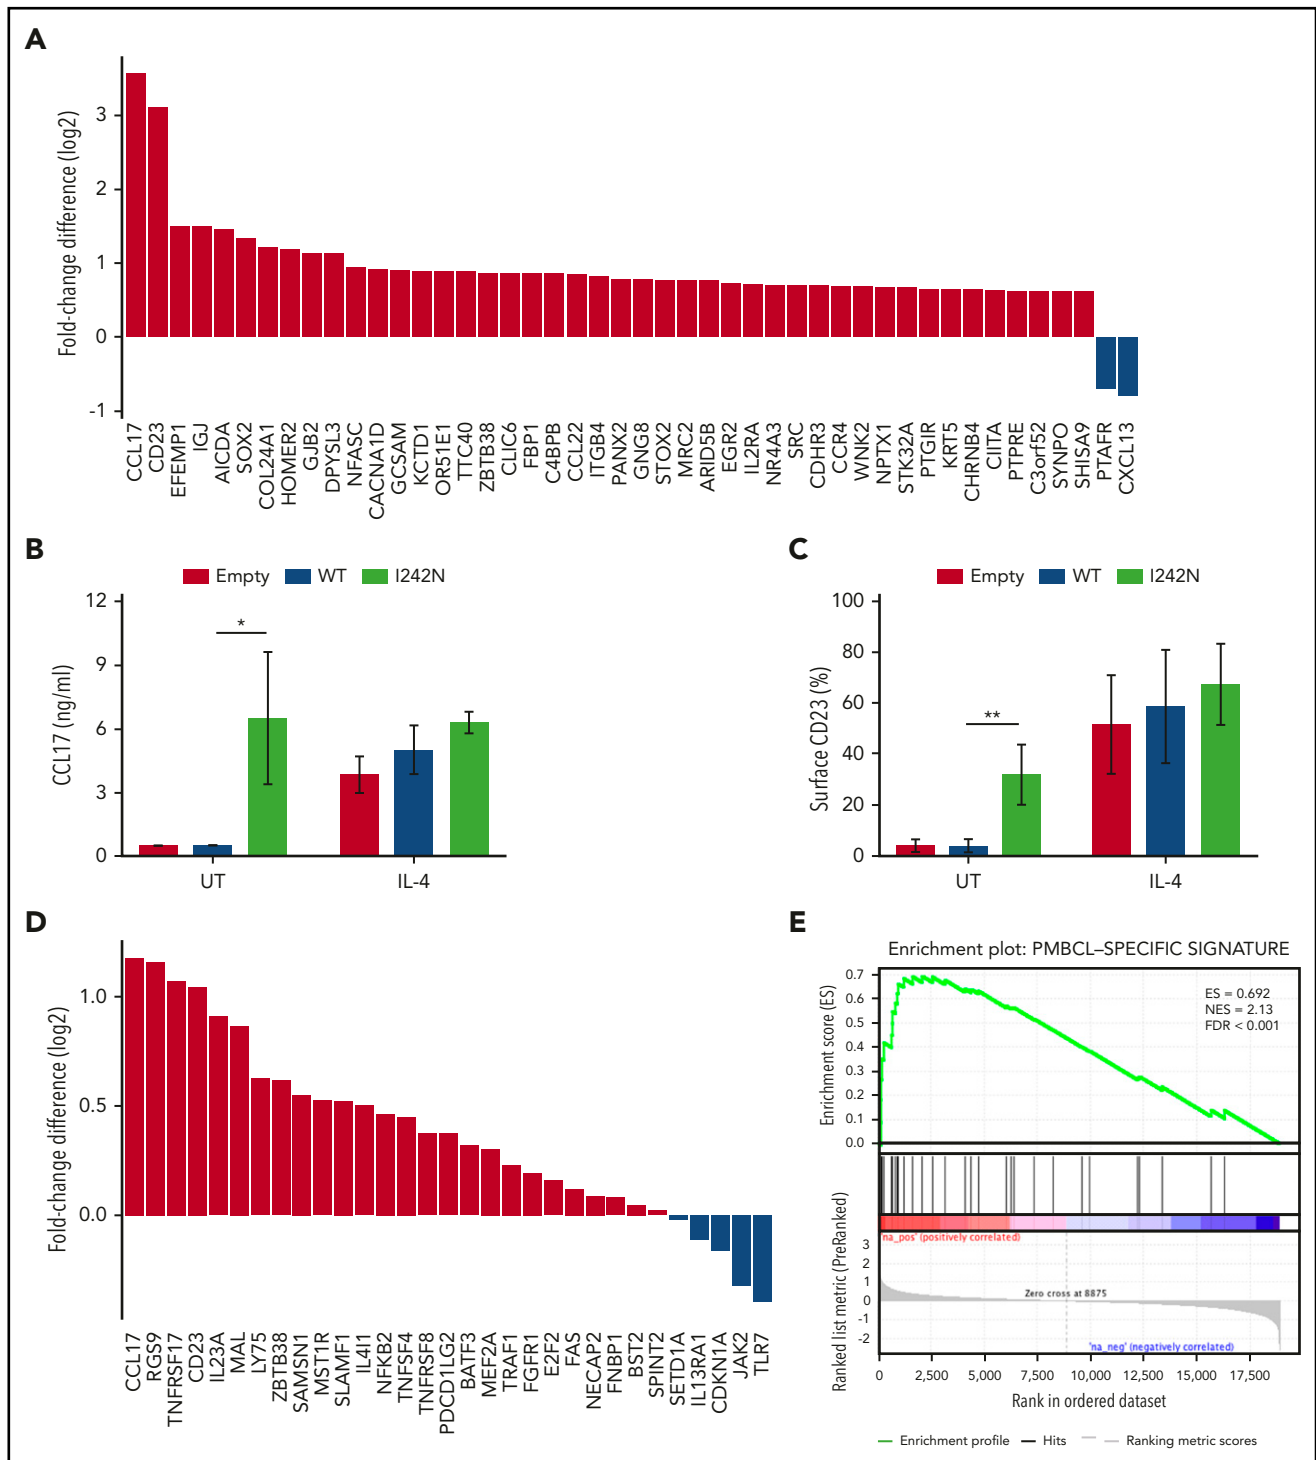 A
Fold-change difference (log2)
3
2
1
0
-1
CCL17
CD23
EFEMP1
IGJ
AICDA
SOX2
COL24A1
HOMER2
GJB2
DPYSL3
NFASC
CACNA1D
GCSAM
KCTD1
OR51E1
TTC40
ZBTB38
CLIC6
FBP1
C4BPB
CCL22
ITGB4
PANX2
GNG8
STOX2
MRC2
ARID5B
EGR2
IL2RA
NR4A3
SRC
CDHR3
CCR4
WNK2
NPTX1
STK32A
PTGIR
KRT5
CHRNB4
CIITA
PTPRE
C3orf52
SYNPO
SHISA9
PTAFR
CXCL13
B
Empty WT I242N
CCL17 (ng/ml)
12
9
6
3
0
*
UT IL-4
C
Empty WT I242N
Surface CD23 (%)
100
80
60
40
20
0
**
UT IL-4
D
Fold-change difference (log2)
1.0
0.5
0.0
CCL17
RGS9
TNFRSF17
CD23
IL23A
MAL
LY75
ZBTB38
SAMSN1
MST1R
SLAMF1
IL4I1
NFKB2
TNFSF4
TNFRSF8
PDCD1LG2
BATF3
MEF2A
TRAF1
FGFR1
E2F2
FAS
NECAP2
FNBP1
BST2
SPINT2
SETD1A
IL13RA1
CDKN1A
JAK2
TLR7
E
Enrichment plot: PMBCL–SPECIFIC SIGNATURE
Enrichment score (ES)
0.7
0.6
0.5
0.4
0.3
0.2
0.1
0.0
ES = 0.692
NES = 2.13
FDR < 0.001
Ranked list metric (PreRanked)
'na_pos' (positively correlated)
3
2
1
0
-1
-2
Zero cross at 8875
'na_neg' (negatively correlated)
0 2,500 5,000 7,500 10,000 12,500 15,000 17,500
Rank in ordered dataset
Enrichment profile Hits Ranking metric scores